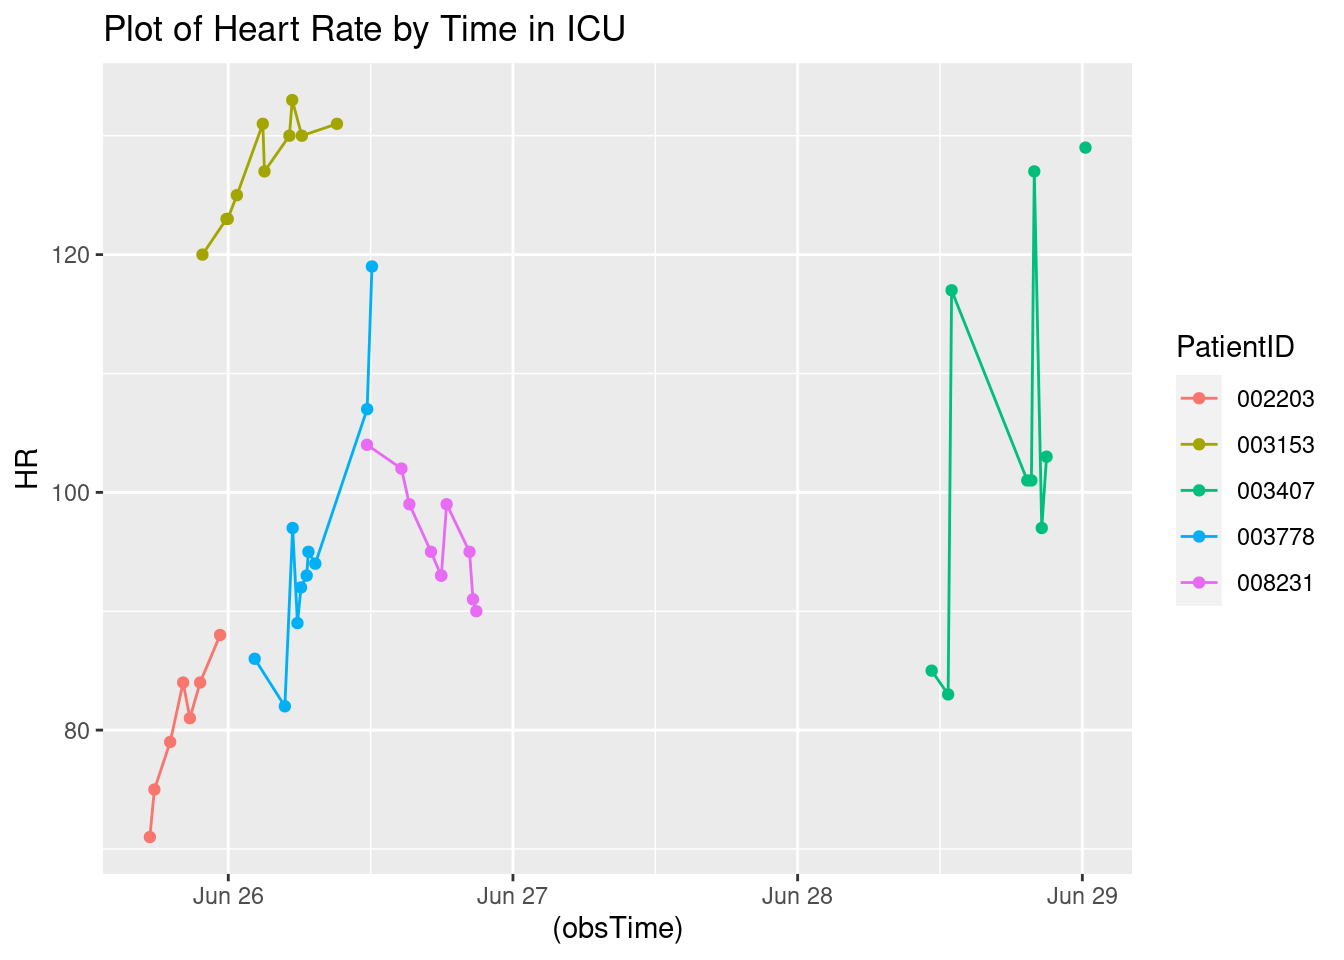 Plot of Heart Rate by Time in ICU
HR
120
100
80
Jun 26
Jun 27
Jun 28
Jun 29
(obsTime)
PatientID
002203
003153
003407
003778
008231